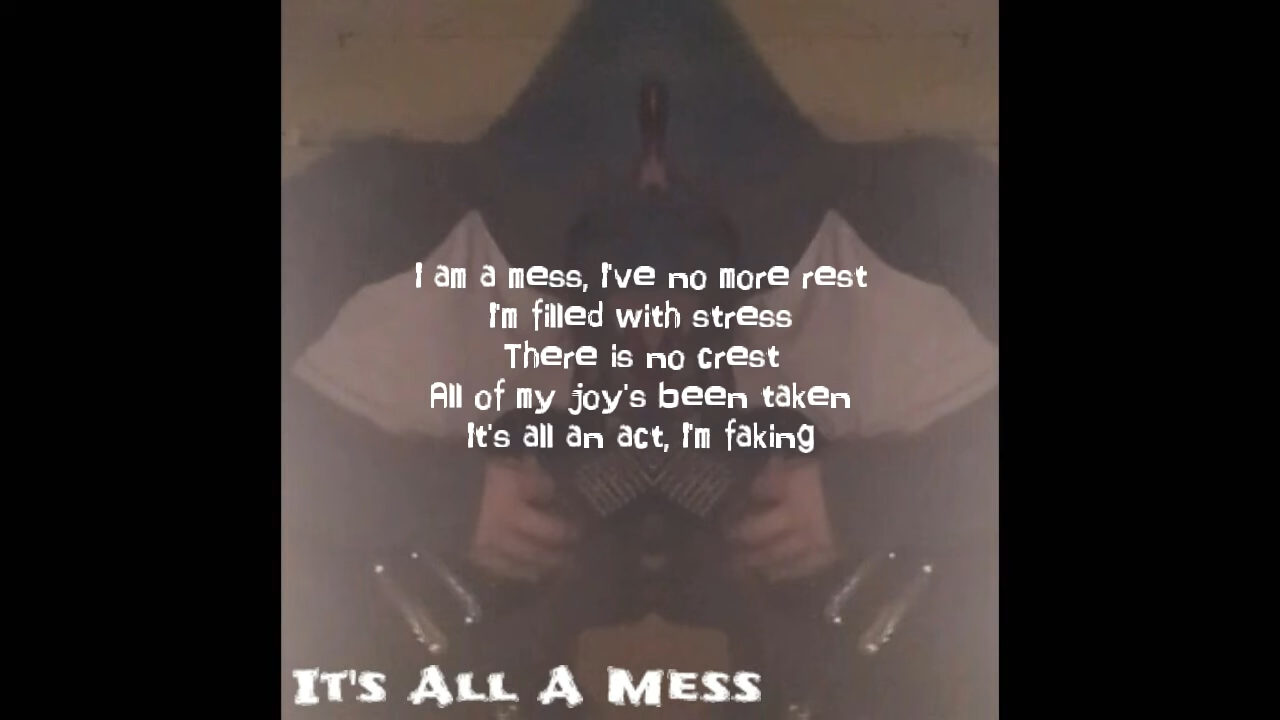 I am a mess, I've no more rest
I'm filled with stress
There is no crest
All of my joy's been taken
It's all an act, I'm faking
It's All A Mess